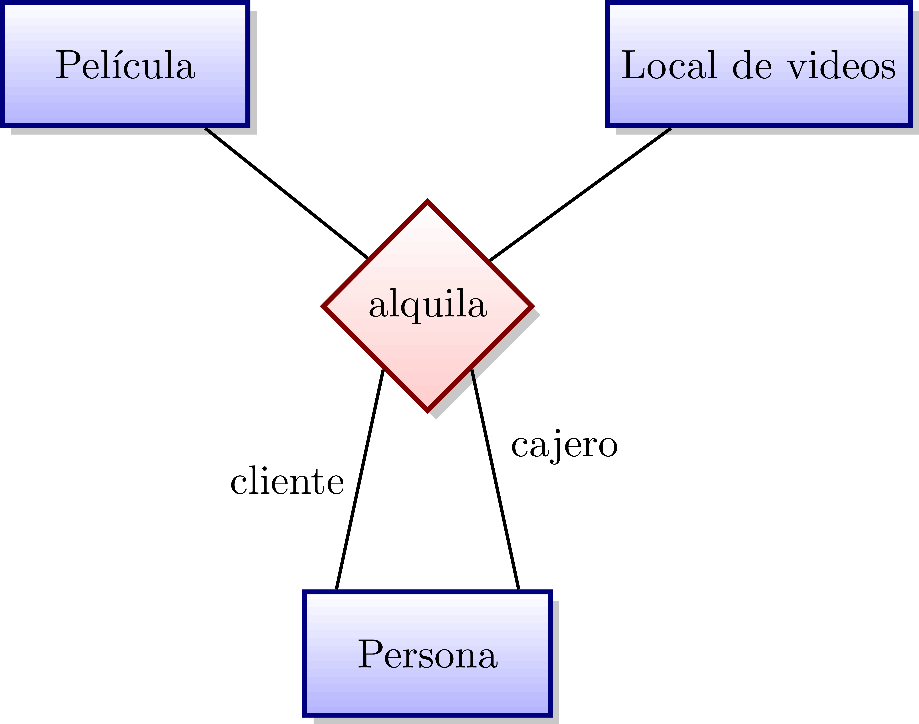 Película
Local de videos
alquila
cajero
cliente
Persona